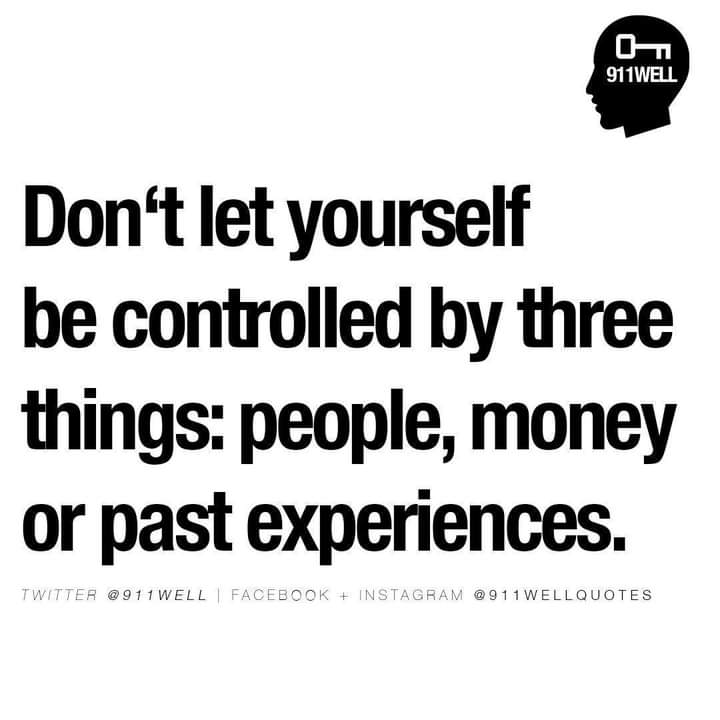 911WELL
Don‘t let yourself
be controlled by three
things: people, money
or past experiences.
TWITTER @911WELL | FACEBOOK + INSTAGRAM @911WELLQUOTES